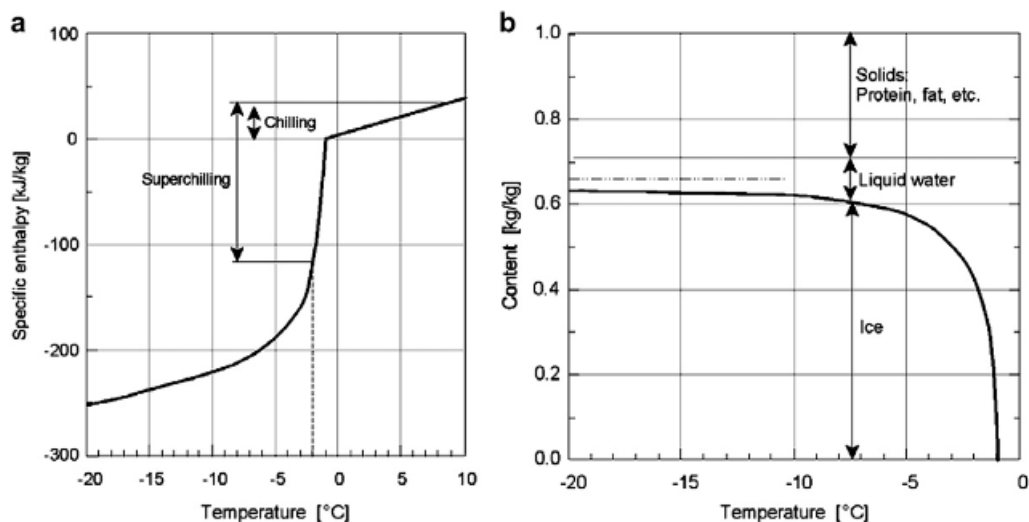 a
Specific enthalpy [kJ/kg]
100
50
0
-100
-200
-300
Chilling
Superchilling
-20
-15
-10
-5
0
5
10
Temperature [°C]
b
Content [kg/kg]
1.0
0.8
0.6
0.4
0.2
0.0
Solids:
Protein, fat, etc.
Liquid water
Ice
-20
-15
-10
-5
0
Temperature [°C]